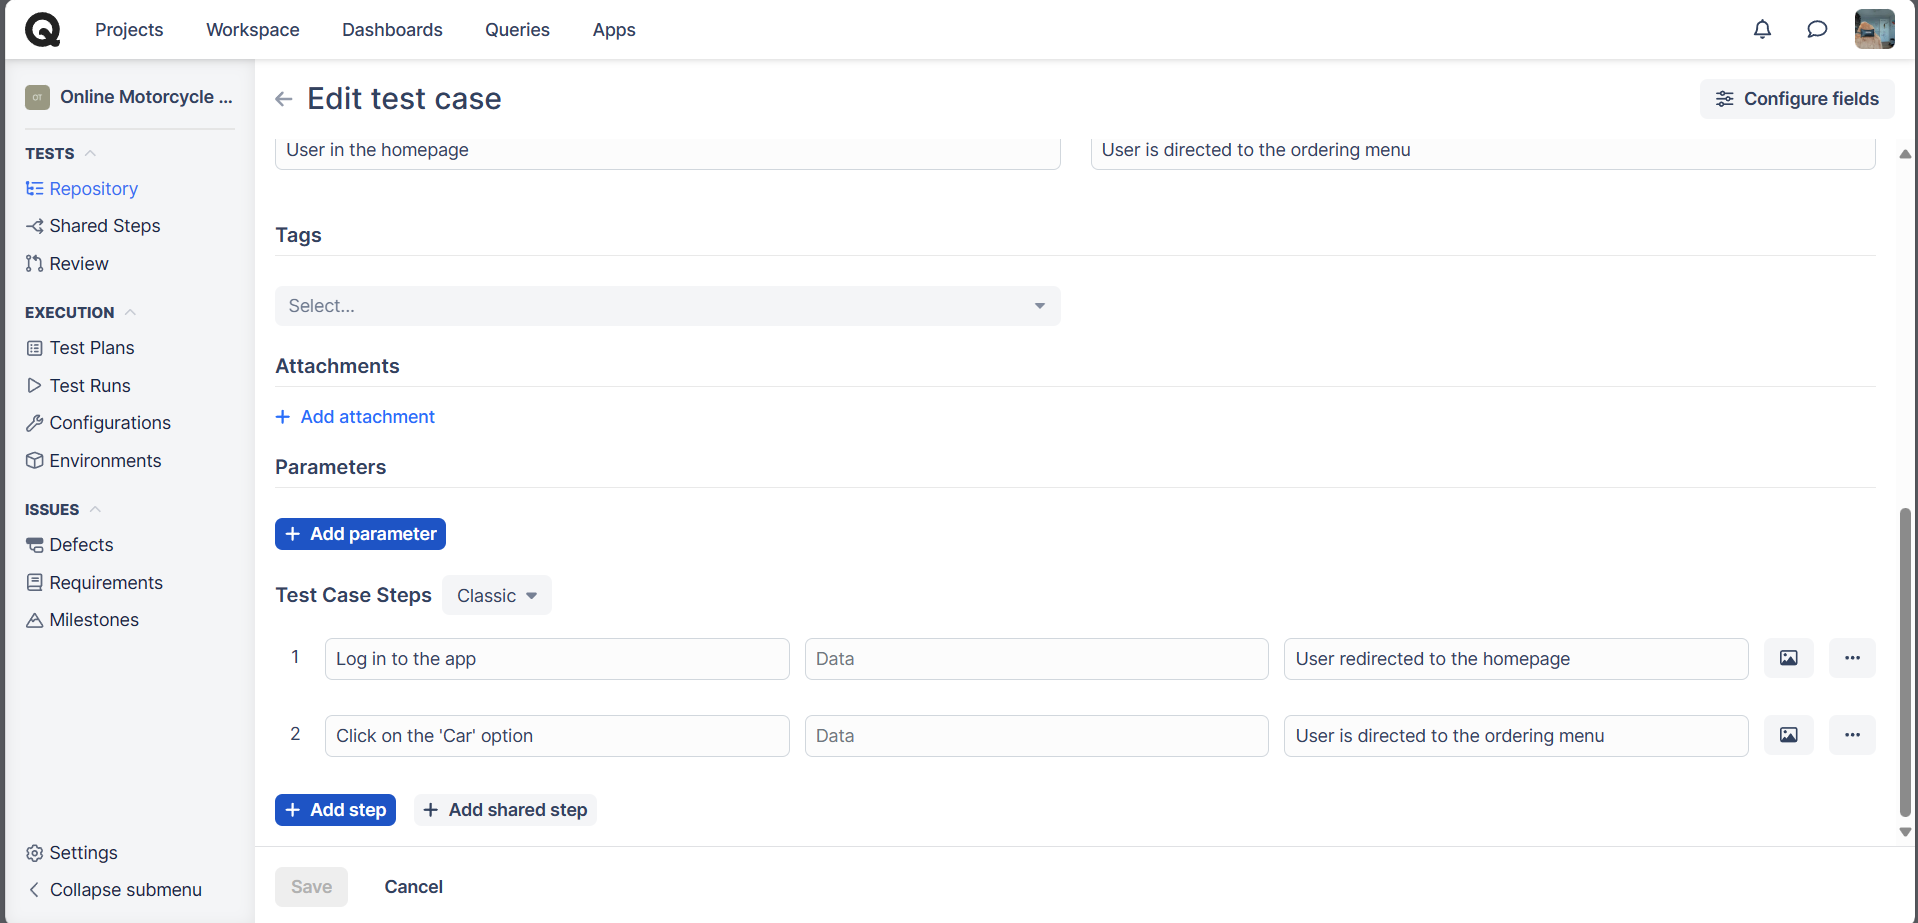 Projects
Workspace
Dashboards
Queries
Apps
OT
Online Motorcycle ...
TESTS
Repository
Shared Steps
Review
EXECUTION
Test Plans
Test Runs
Configurations
Environments
ISSUES
Defects
Requirements
Milestones
Settings
Collapse submenu
Edit test case
Configure fields
User in the homepage
User is directed to the ordering menu
Tags
Select...
Attachments
+ Add attachment
Parameters
+ Add parameter
Test Case Steps
Classic
1
Log in to the app
Data
User redirected to the homepage
2
Click on the 'Car' option
Data
User is directed to the ordering menu
+ Add step
+ Add shared step
Save
Cancel